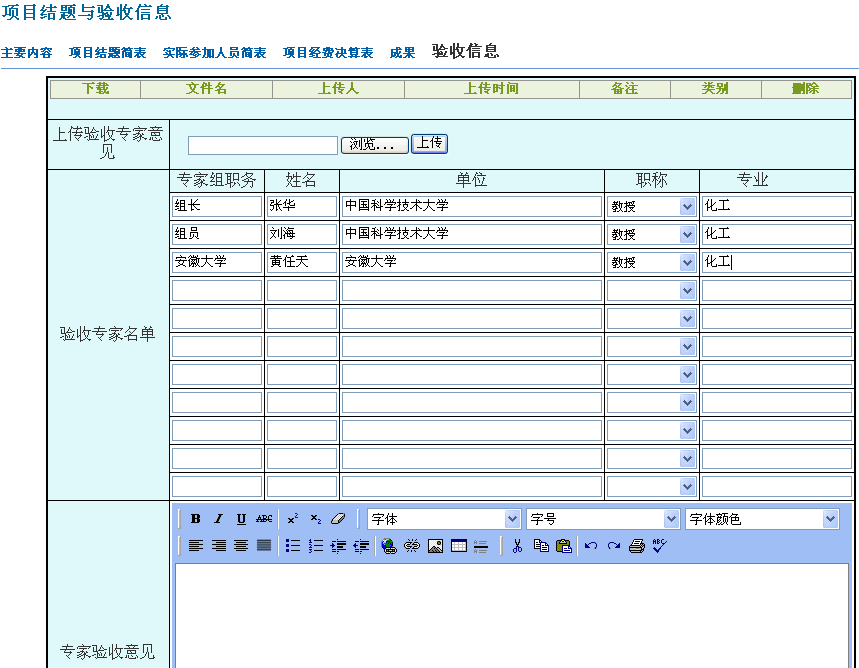 项目结题与验收信息
主要内容 项目结题简表 实际参加人员简表 项目经费决算表 成果 验收信息
下载 文件名 上传人 上传时间 备注 类别 删除
上传验收专家意见
浏览... 上传
专家组职务 姓名 单位 职称 专业
组长 张华 中国科学技术大学 教授 化工
组员 刘海 中国科学技术大学 教授 化工
安徽大学 黄任天 安徽大学 教授 化工
验收专家名单
B I U ABC x² x₂ 字体 字号 字体颜色
ABC
专家验收意见